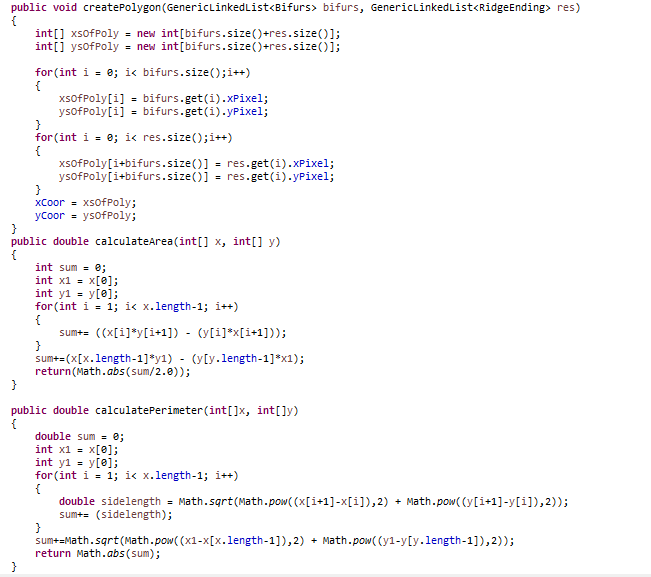 public void createPolygon(GenericLinkedList<Bifurs> bifurs, GenericLinkedList<RidgeEnding> res)
{
    int[] xsOfPoly = new int[bifurs.size()+res.size()];
    int[] ysOfPoly = new int[bifurs.size()+res.size()];

    for(int i = 0; i< bifurs.size();i++)
    {
        xsOfPoly[i] = bifurs.get(i).xPixel;
        ysOfPoly[i] = bifurs.get(i).yPixel;
    }
    for(int i = 0; i< res.size();i++)
    {
        xsOfPoly[i+bifurs.size()] = res.get(i).xPixel;
        ysOfPoly[i+bifurs.size()] = res.get(i).yPixel;
    }
    xCoor = xsOfPoly;
    yCoor = ysOfPoly;
}
public double calculateArea(int[] x, int[] y)
{
    int sum = 0;
    int x1 = x[0];
    int y1 = y[0];
    for(int i = 1; i< x.length-1; i++)
    {
        sum+= ((x[i]*y[i+1]) - (y[i]*x[i+1]));
    }
    sum+=(x[x.length-1]*y1) - (y[y.length-1]*x1);
    return(Math.abs(sum/2.0));
}

public double calculatePerimeter(int[]x, int[]y)
{
    double sum = 0;
    int x1 = x[0];
    int y1 = y[0];
    for(int i = 1; i< x.length-1; i++)
    {
        double sidelength = Math.sqrt(Math.pow((x[i+1]-x[i]),2) + Math.pow((y[i+1]-y[i]),2));
        sum+= (sidelength);
    }
    sum+=Math.sqrt(Math.pow((x1-x[x.length-1]),2) + Math.pow((y1-y[y.length-1]),2));
    return Math.abs(sum);
}